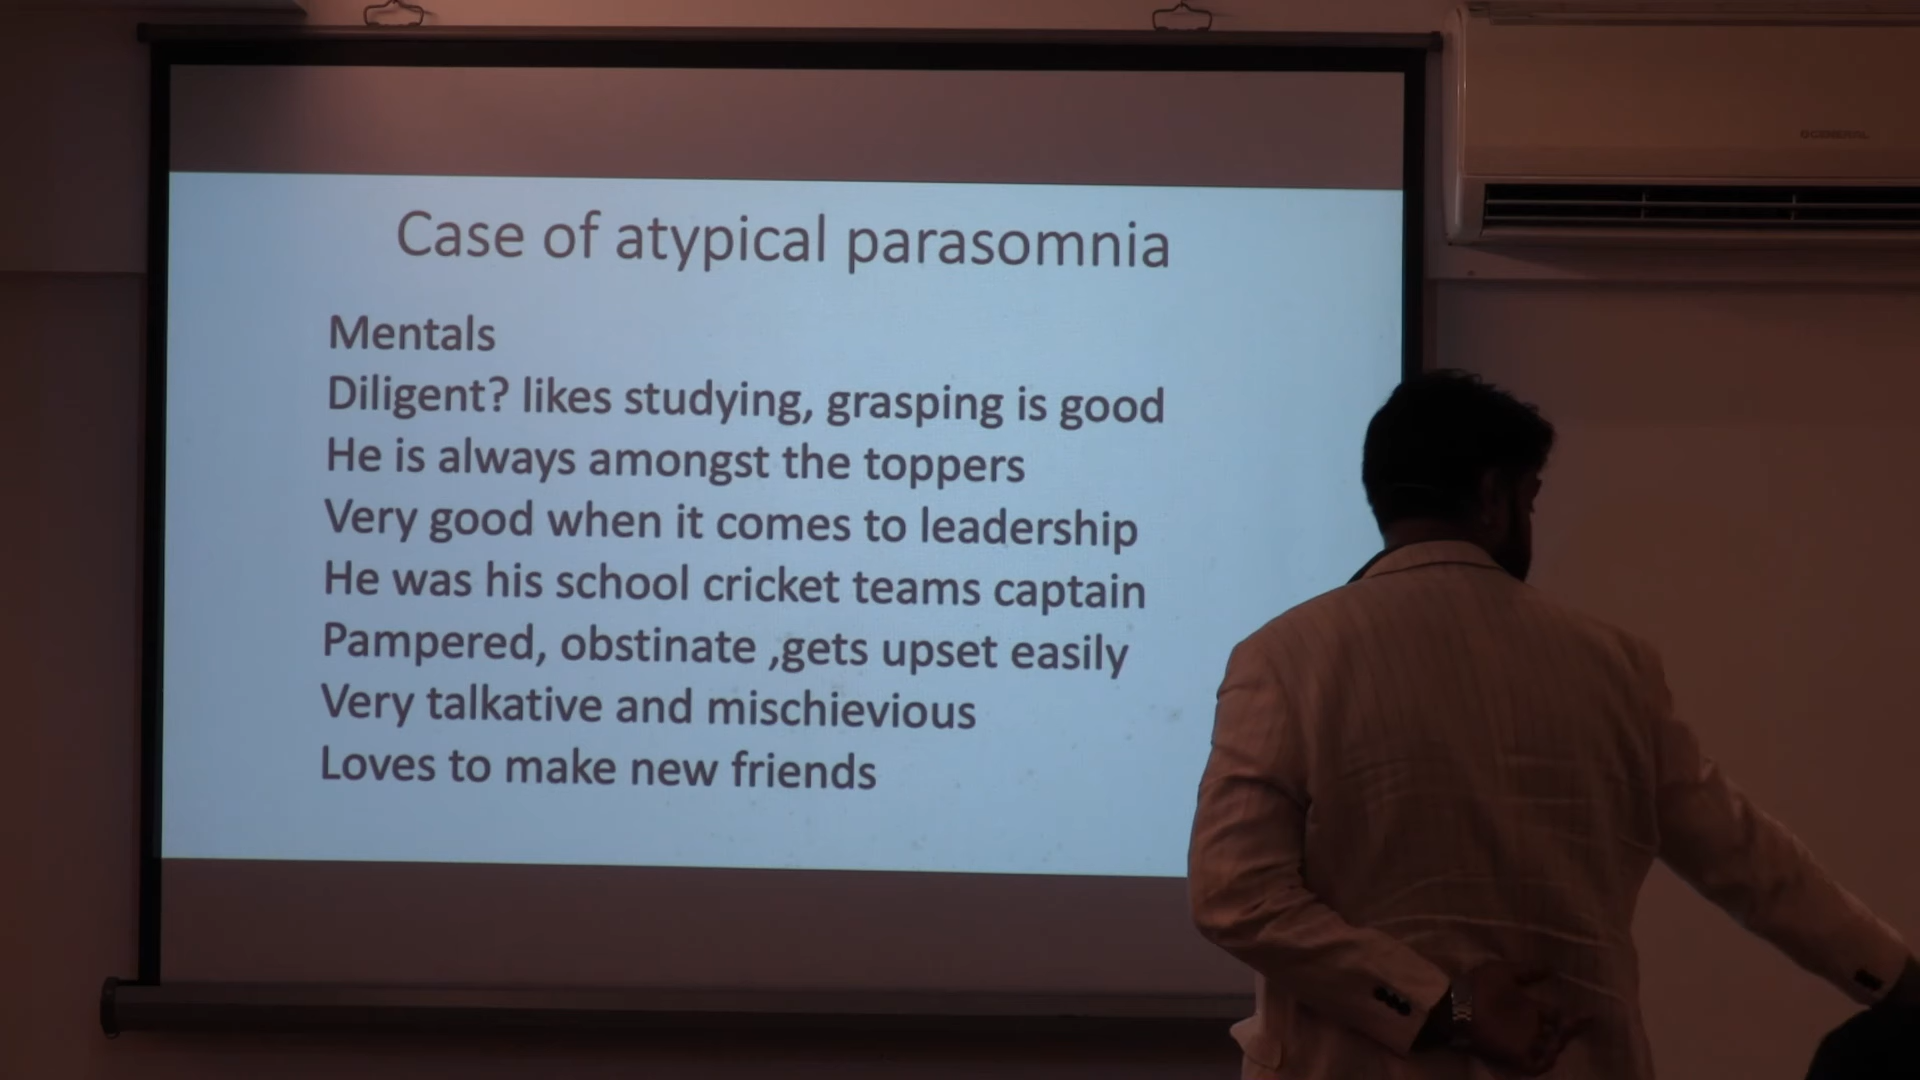 Case of atypical parasomnia
Mentals
Diligent? likes studying, grasping is good
He is always amongst the toppers
Very good when it comes to leadership
He was his school cricket teams captain
Pampered, obstinate ,gets upset easily
Very talkative and mischievious
Loves to make new friends
GENERAL